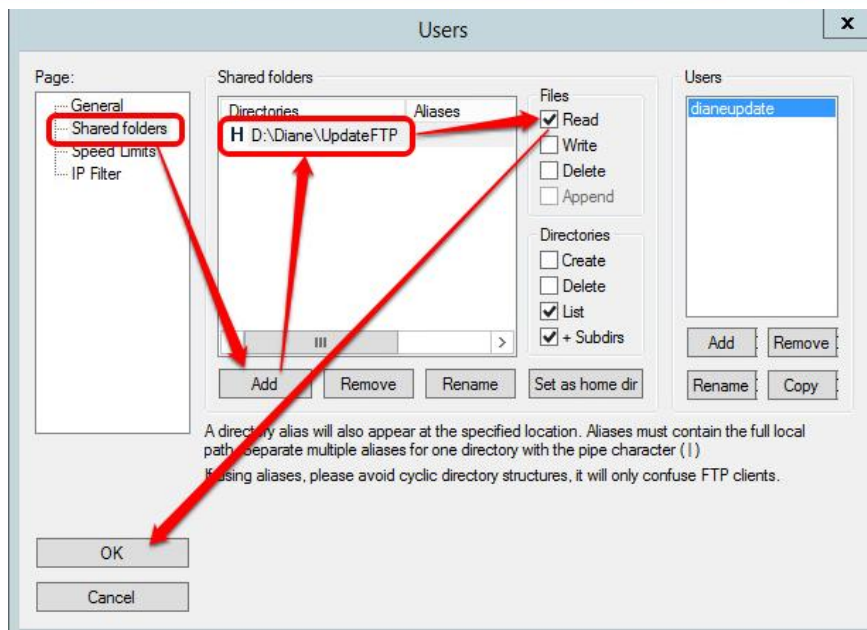 Users
x
Page:
General
Shared folders
Speed Limits
IP Filter
Shared folders
Directories Aliases
H D:\Diane\UpdateFTP
Files
Read
Write
Delete
Append
Directories
Create
Delete
List
+ Subdirs
Add Remove Rename Set as home dir
Users
dianeupdate
Add Remove
Rename Copy
A directory alias will also appear at the specified location. Aliases must contain the full local
path. Separate multiple aliases for one directory with the pipe character ( | )
If using aliases, please avoid cyclic directory structures, it will only confuse FTP clients.
OK
Cancel